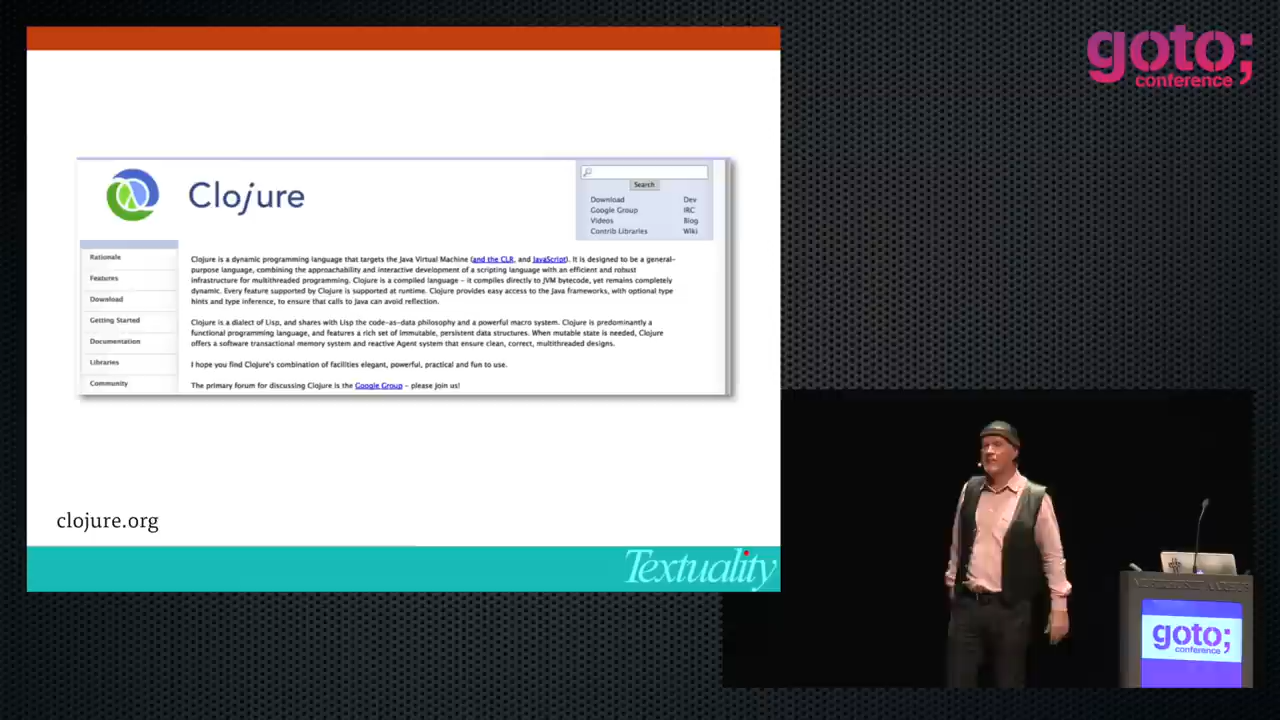 goto;
conference
Clojure
Search
Download Dev
Google Group IRC
Videos Blog
Contrib Libraries Wiki
Rationale
Features
Download
Getting Started
Documentation
Libraries
Community
Clojure is a dynamic programming language that targets the Java Virtual Machine (and the CLR, and JavaScript). It is designed to be a general-
purpose language, combining the approachability and interactive development of a scripting language with an efficient and robust
infrastructure for multithreaded programming. Clojure is a compiled language - it compiles directly to JVM bytecode, yet remains completely
dynamic. Every feature supported by Clojure is supported at runtime. Clojure provides easy access to the Java frameworks, with optional type
hints and type inference, to ensure that calls to Java can avoid reflection.
Clojure is a dialect of Lisp, and shares with Lisp the code-as-data philosophy and a powerful macro system. Clojure is predominantly a
functional programming language, and features a rich set of immutable, persistent data structures. When mutable state is needed, Clojure
offers a software transactional memory system and reactive Agent system that ensure clean, correct, multithreaded designs.
I hope you find Clojure's combination of facilities elegant, powerful, practical and fun to use.
The primary forum for discussing Clojure is the Google Group - please join us!
clojure.org
Textuality
goto;
conference